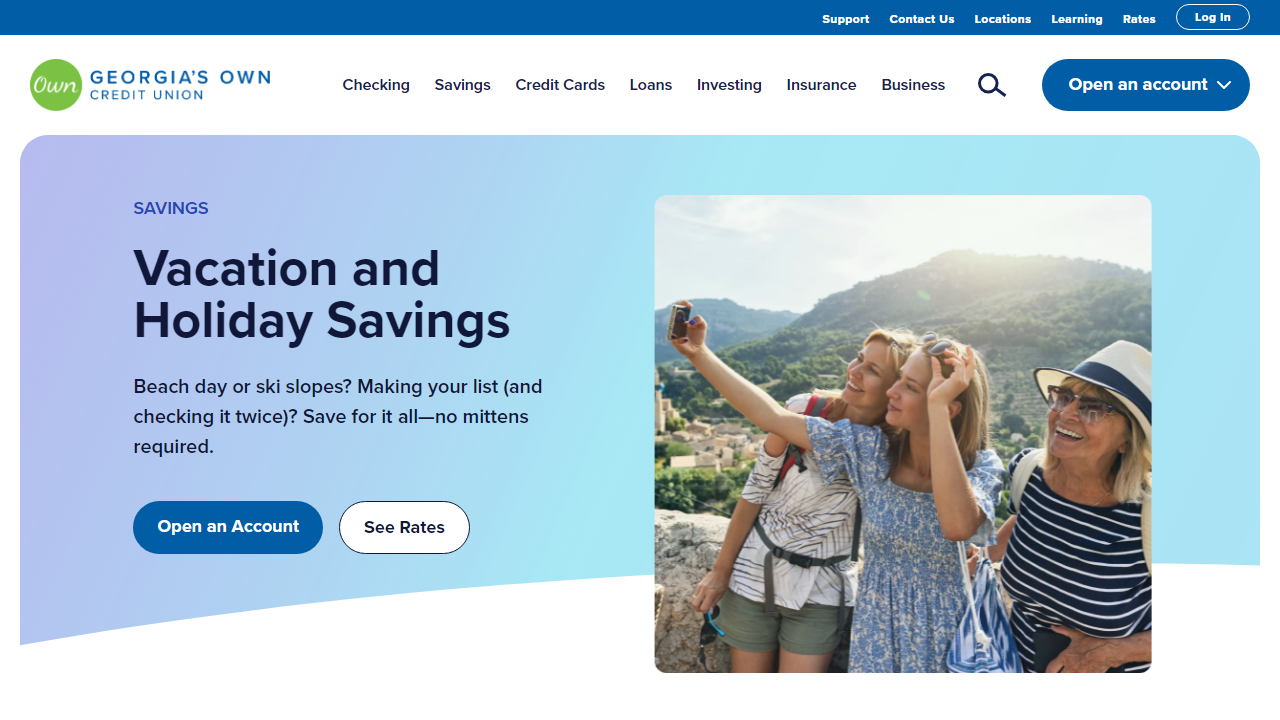 Support Contact Us Locations Learning Rates Log In
Own GEORGIA'S OWN
CREDIT UNION
Checking Savings Credit Cards Loans Investing Insurance Business Open an account
SAVINGS
Vacation and
Holiday Savings
Beach day or ski slopes? Making your list (and
checking it twice)? Save for it all—no mittens
required.
Open an Account See Rates